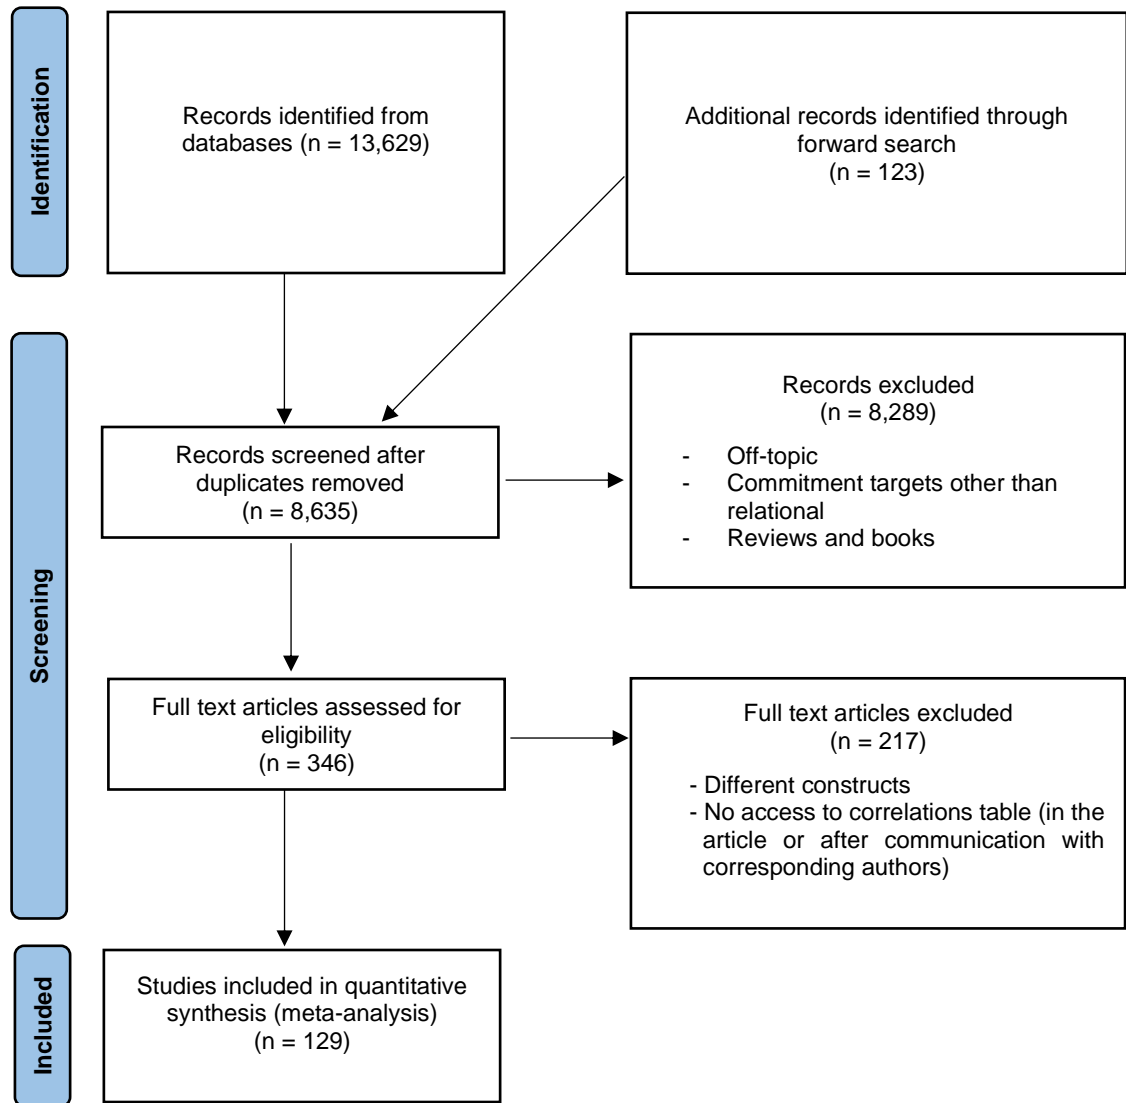 Identification
Records identified from
databases (n = 13,629)
Additional records identified through
forward search
(n = 123)
Screening
Records screened after
duplicates removed
(n = 8,635)
Records excluded
(n = 8,289)
- Off-topic
- Commitment targets other than
relational
- Reviews and books
Full text articles assessed for
eligibility
(n = 346)
Full text articles excluded
(n = 217)
- Different constructs
- No access to correlations table (in the
article or after communication with
corresponding authors)
Included
Studies included in quantitative
synthesis (meta-analysis)
(n = 129)